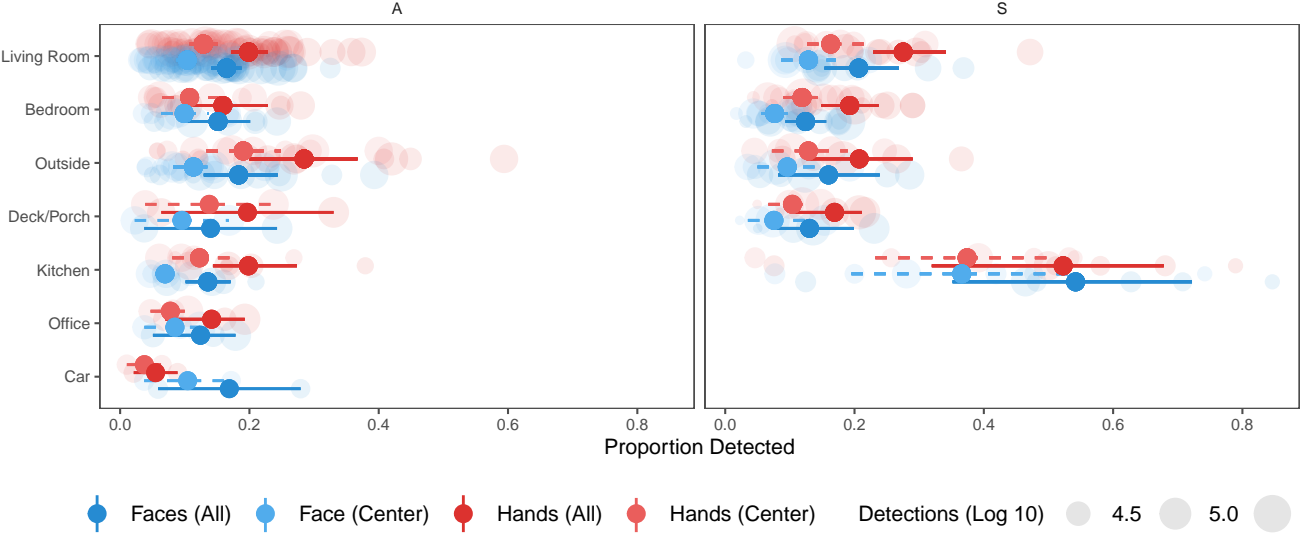 A
S
Living Room
Bedroom
Outside
Deck/Porch
Kitchen
Office
Car
0.0 0.2 0.4 0.6 0.8
0.0 0.2 0.4 0.6 0.8
Proportion Detected
Faces (All) Face (Center) Hands (All) Hands (Center) Detections (Log 10) 4.5 5.0